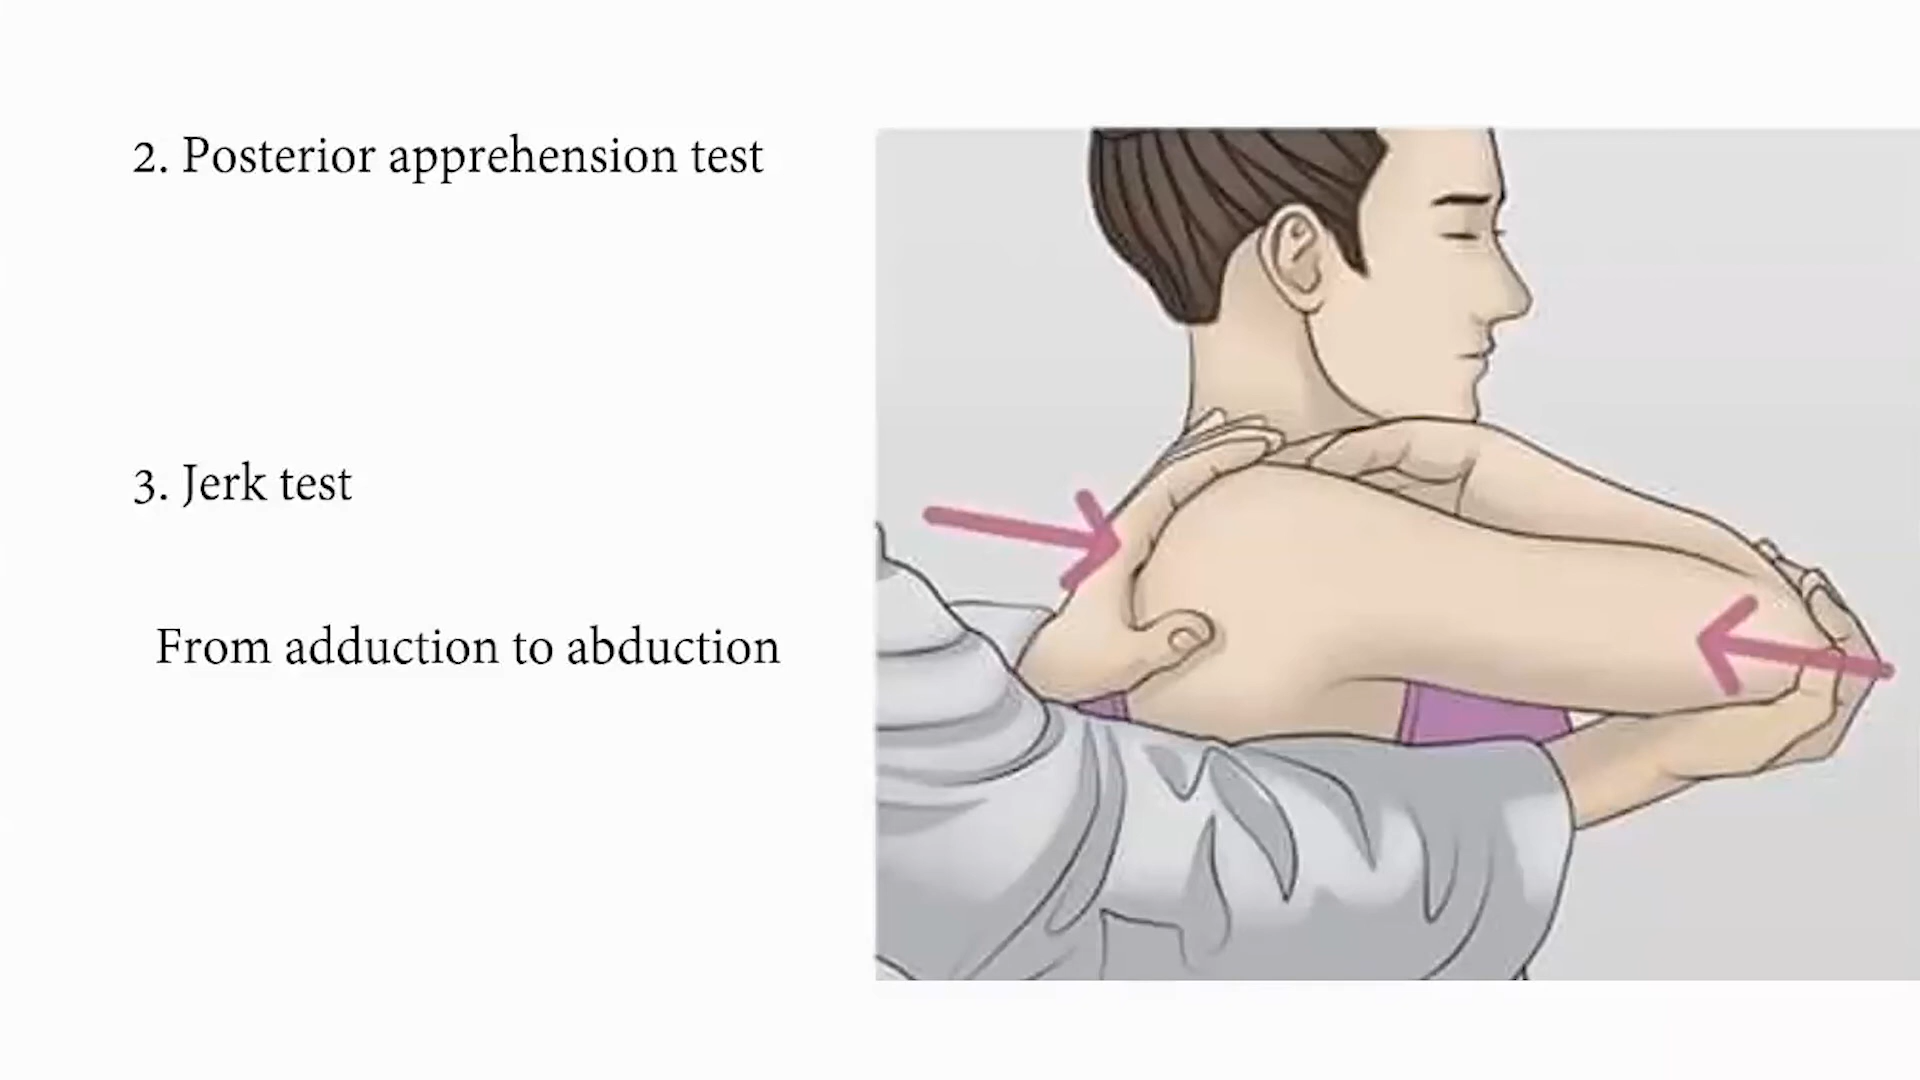 2. Posterior apprehension test
3. Jerk test
From adduction to abduction